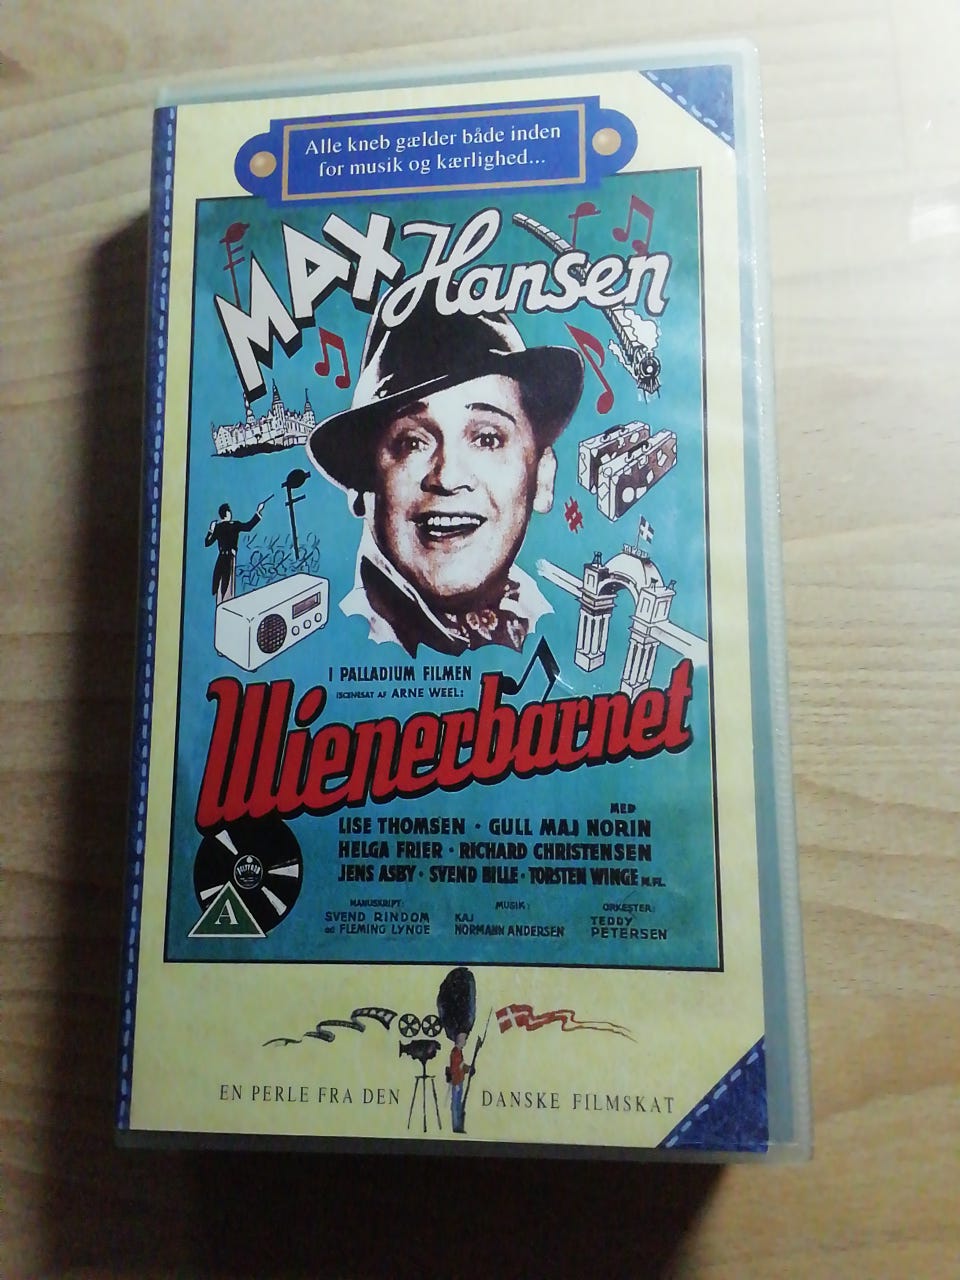 Alle kneb gælder både inden
for musik og kærlighed...
MAX Hansen
I PALLADIUM FILMEN
ISCENESAT AF ARNE WEEL:
Wienerbarnet
MED
LISE THOMSEN · GULL MAJ NORIN
HELGA FRIER · RICHARD CHRISTENSEN
JENS ASBY · SVEND BILLE · TORSTEN WINGE M.FL.
MANUSKRIPT: MUSIK: ORKESTER:
SVEND RINDOM KAJ TEDDY
OG FLEMING LYNGE NORMANN ANDERSEN PETERSEN
A
EN PERLE FRA DEN DANSKE FILMSKAT